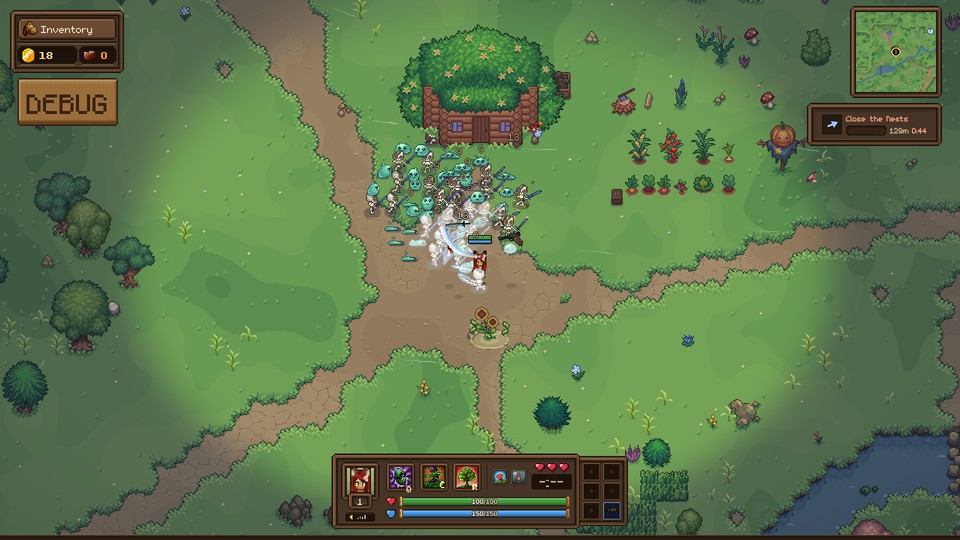 Inventory
18
0
DEBUG
Close the nests
129m 0:44
1
100/100
150/150